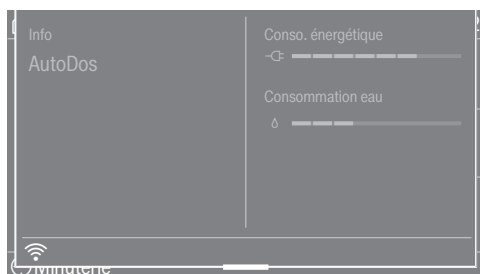 Info
AutoDos
Conso. énergétique
Consommation eau
Minuterie